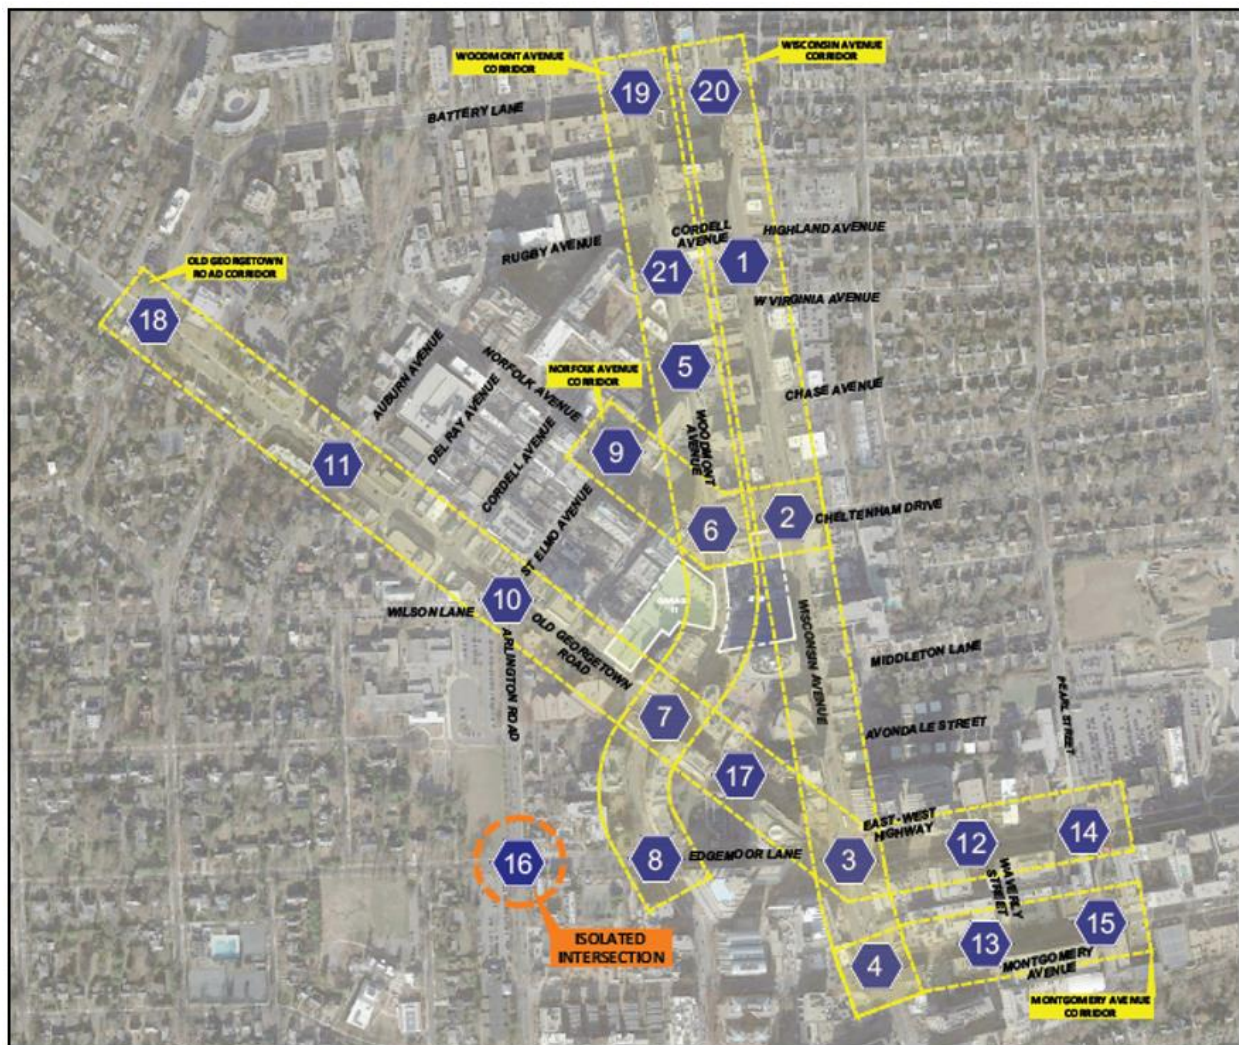 WOODMONT AVENUE
CORRIDOR
WISCONSIN AVENUE
CORRIDOR
19
20
BATTERY LANE
CORDELL
AVENUE
HIGHLAND AVENUE
RUGBY AVENUE
OLD GEORGETOWN
ROAD CORRIDOR
21
1
W VIRGINIA AVENUE
18
NORFOLK AVENUE
AUBURN AVENUE
NORFOLK AVENUE
CORRIDOR
5
CHASE AVENUE
DEL RAY AVENUE
CORDELL AVENUE
WOODMONT
AVENUE
9
11
ST ELMO AVENUE
6
2
CHELTENHAM DRIVE
10
WILSON LANE
OLD GEORGETOWN
ROAD
ARLINGTON ROAD
WISCONSIN AVENUE
MIDDLETON LANE
PEARL STREET
7
AVONDALE STREET
17
EAST-WEST
HIGHWAY
16
8
EDGEMOOR LANE
3
12
14
WAVERLY
STREET
ISOLATED
INTERSECTION
4
13
15
MONTGOMERY
AVENUE
MONTGOMERY AVENUE
CORRIDOR